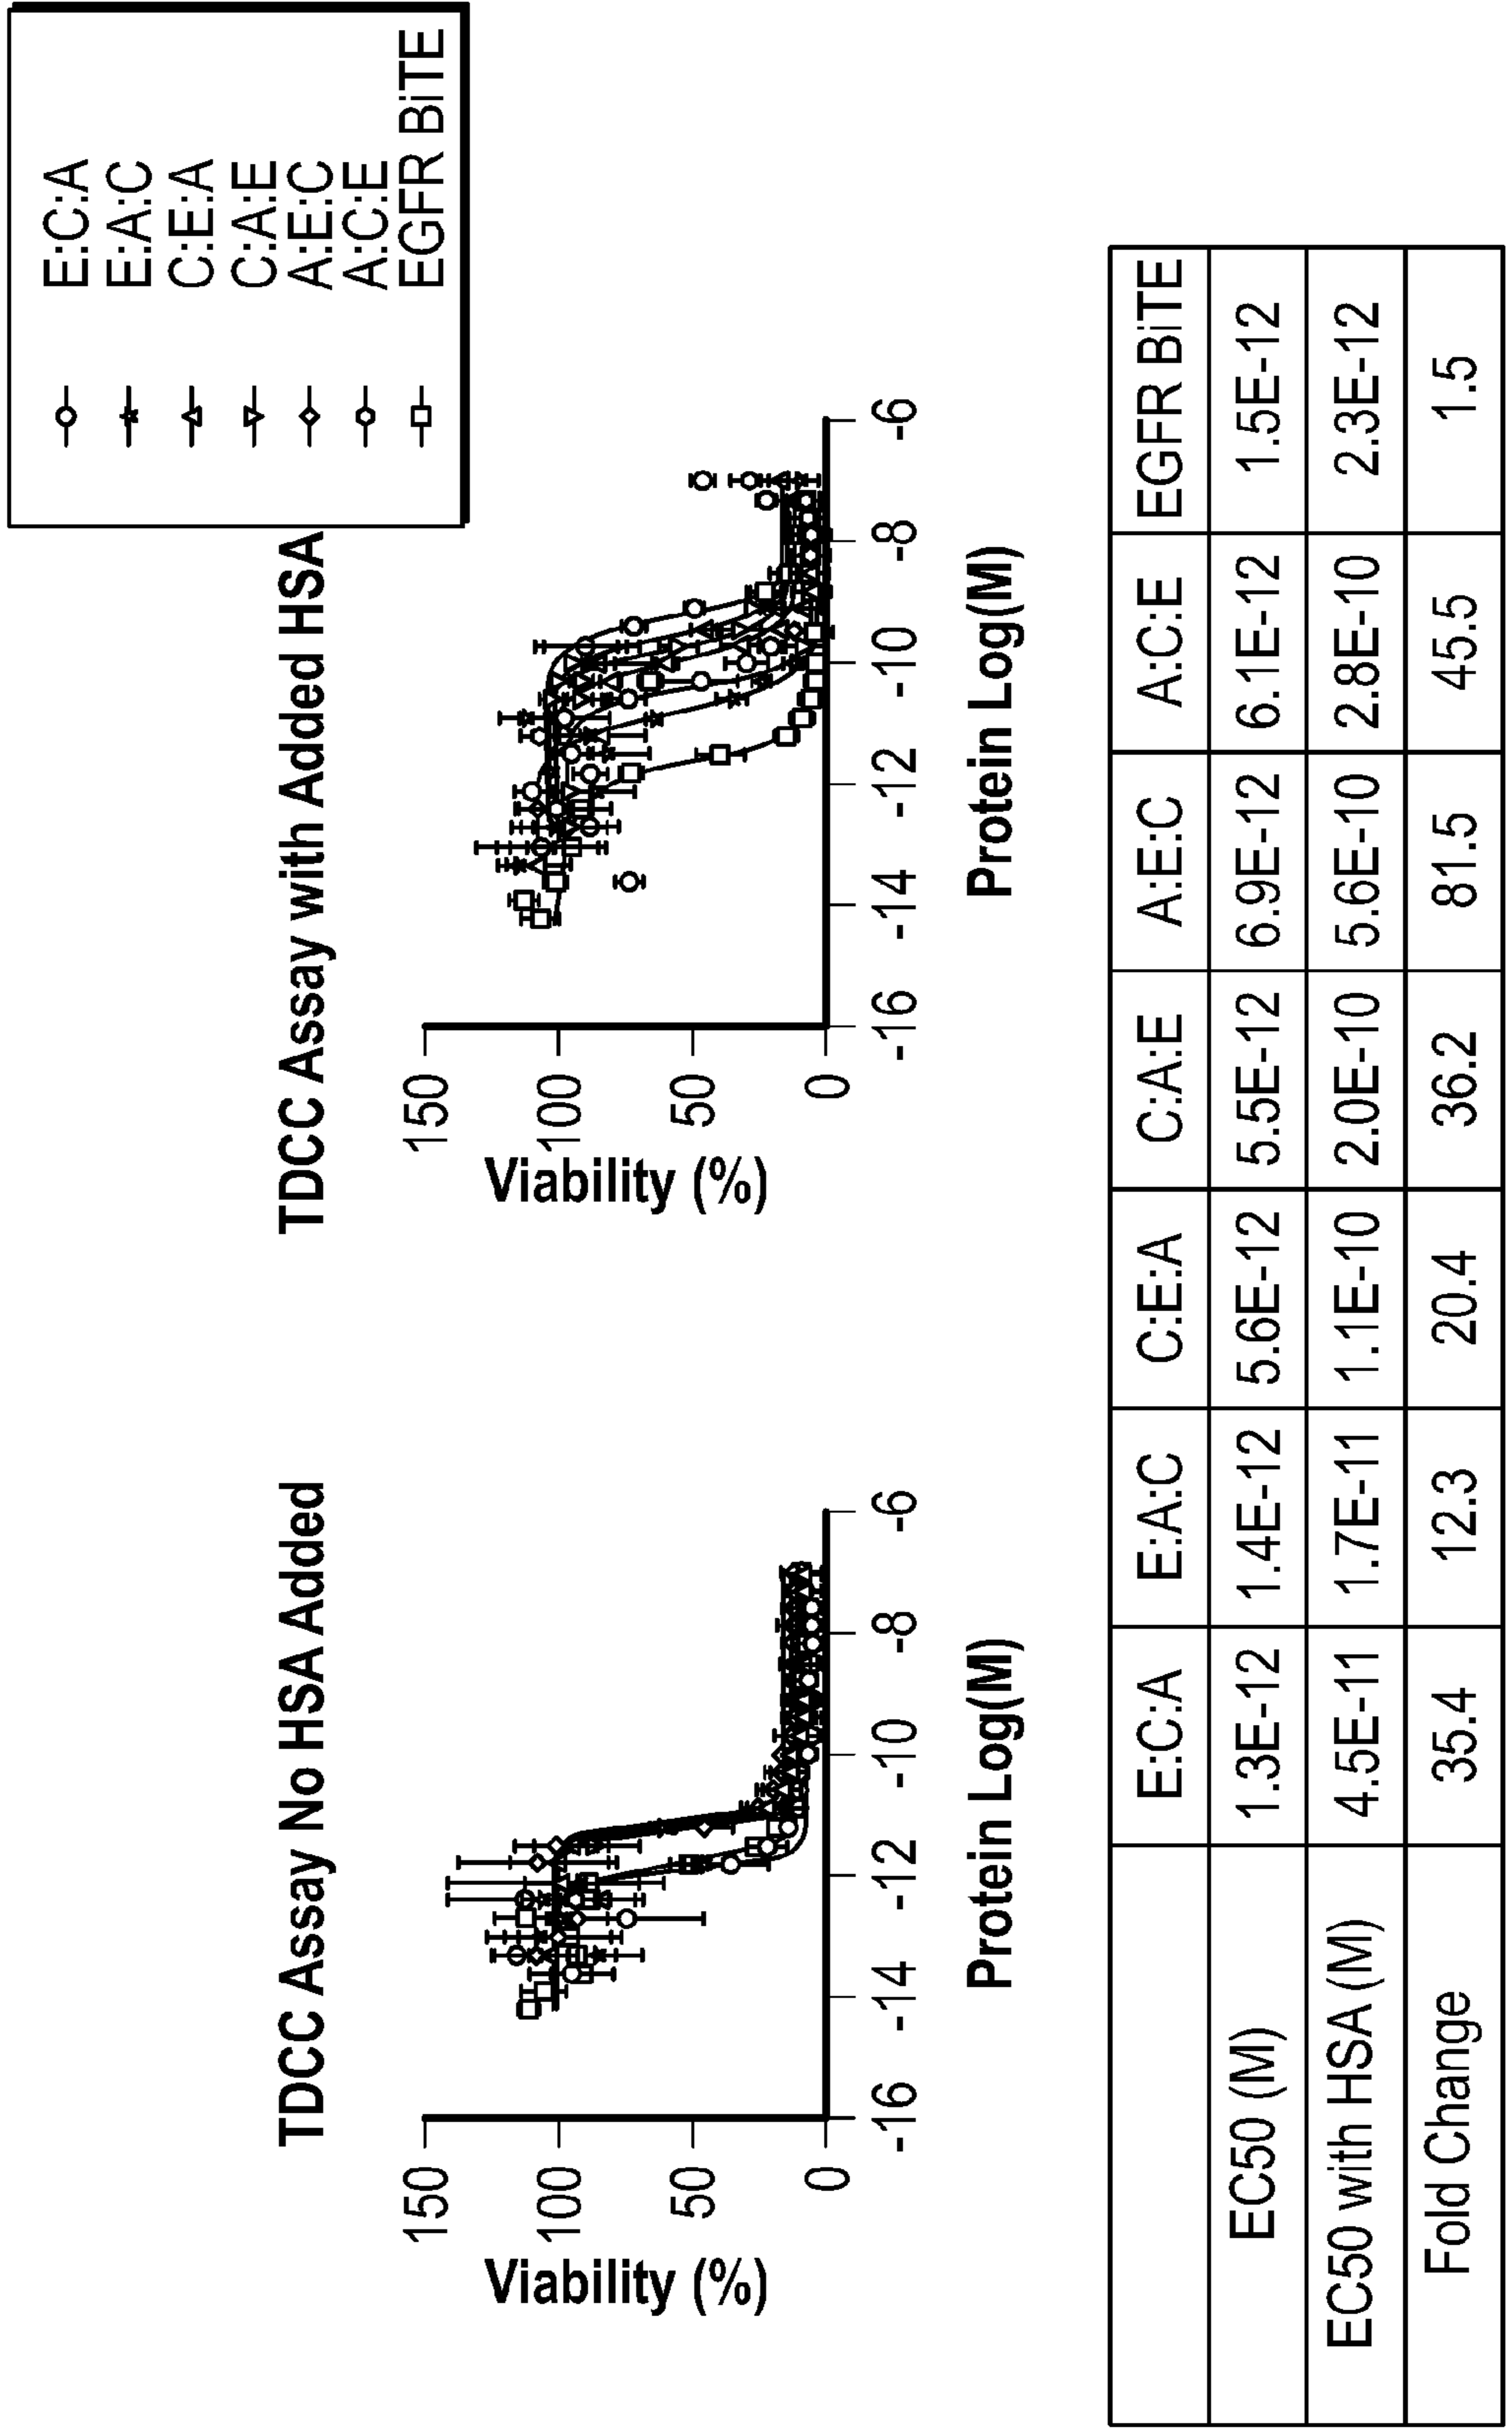 TDCC Assay No HSA Added
150
100
50
0
Viability (%)
-16 -14 -12 -10 -8 -6
Protein Log(M)
TDCC Assay with Added HSA
150
100
50
0
Viability (%)
-16 -14 -12 -10 -8 -6
Protein Log(M)
E:C:A
E:A:C
C:E:A
C:A:E
A:E:C
A:C:E
EGFR BiTE
E:C:A E:A:C C:E:A C:A:E A:E:C A:C:E EGFR BiTE
EC50 (M) 1.3E-12 1.4E-12 5.6E-12 5.5E-12 6.9E-12 6.1E-12 1.5E-12
EC50 with HSA (M) 4.5E-11 1.7E-11 1.1E-10 2.0E-10 5.6E-10 2.8E-10 2.3E-12
Fold Change 35.4 12.3 20.4 36.2 81.5 45.5 1.5